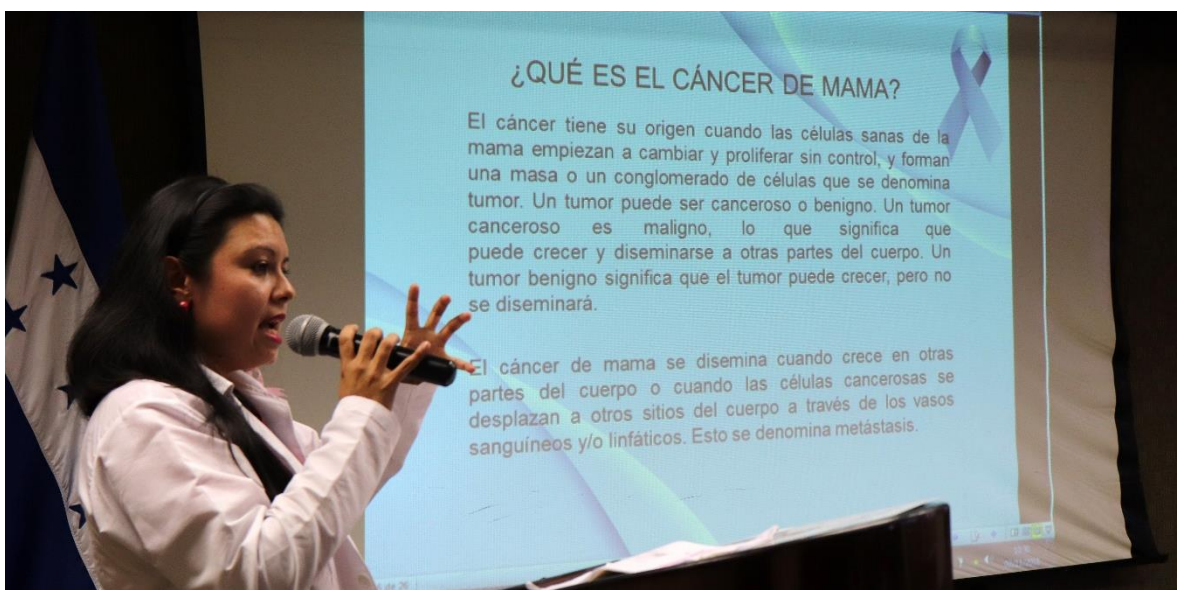 ¿QUÉ ES EL CÁNCER DE MAMA?
El cáncer tiene su origen cuando las células sanas de la
mama empiezan a cambiar y proliferar sin control, y forman
una masa o un conglomerado de células que se denomina
tumor. Un tumor puede ser canceroso o benigno. Un tumor
canceroso es maligno, lo que significa que
puede crecer y diseminarse a otras partes del cuerpo. Un
tumor benigno significa que el tumor puede crecer, pero no
se diseminará.
El cáncer de mama se disemina cuando crece en otras
partes del cuerpo o cuando las células cancerosas se
desplazan a otros sitios del cuerpo a través de los vasos
sanguíneos y/o linfáticos. Esto se denomina metástasis.